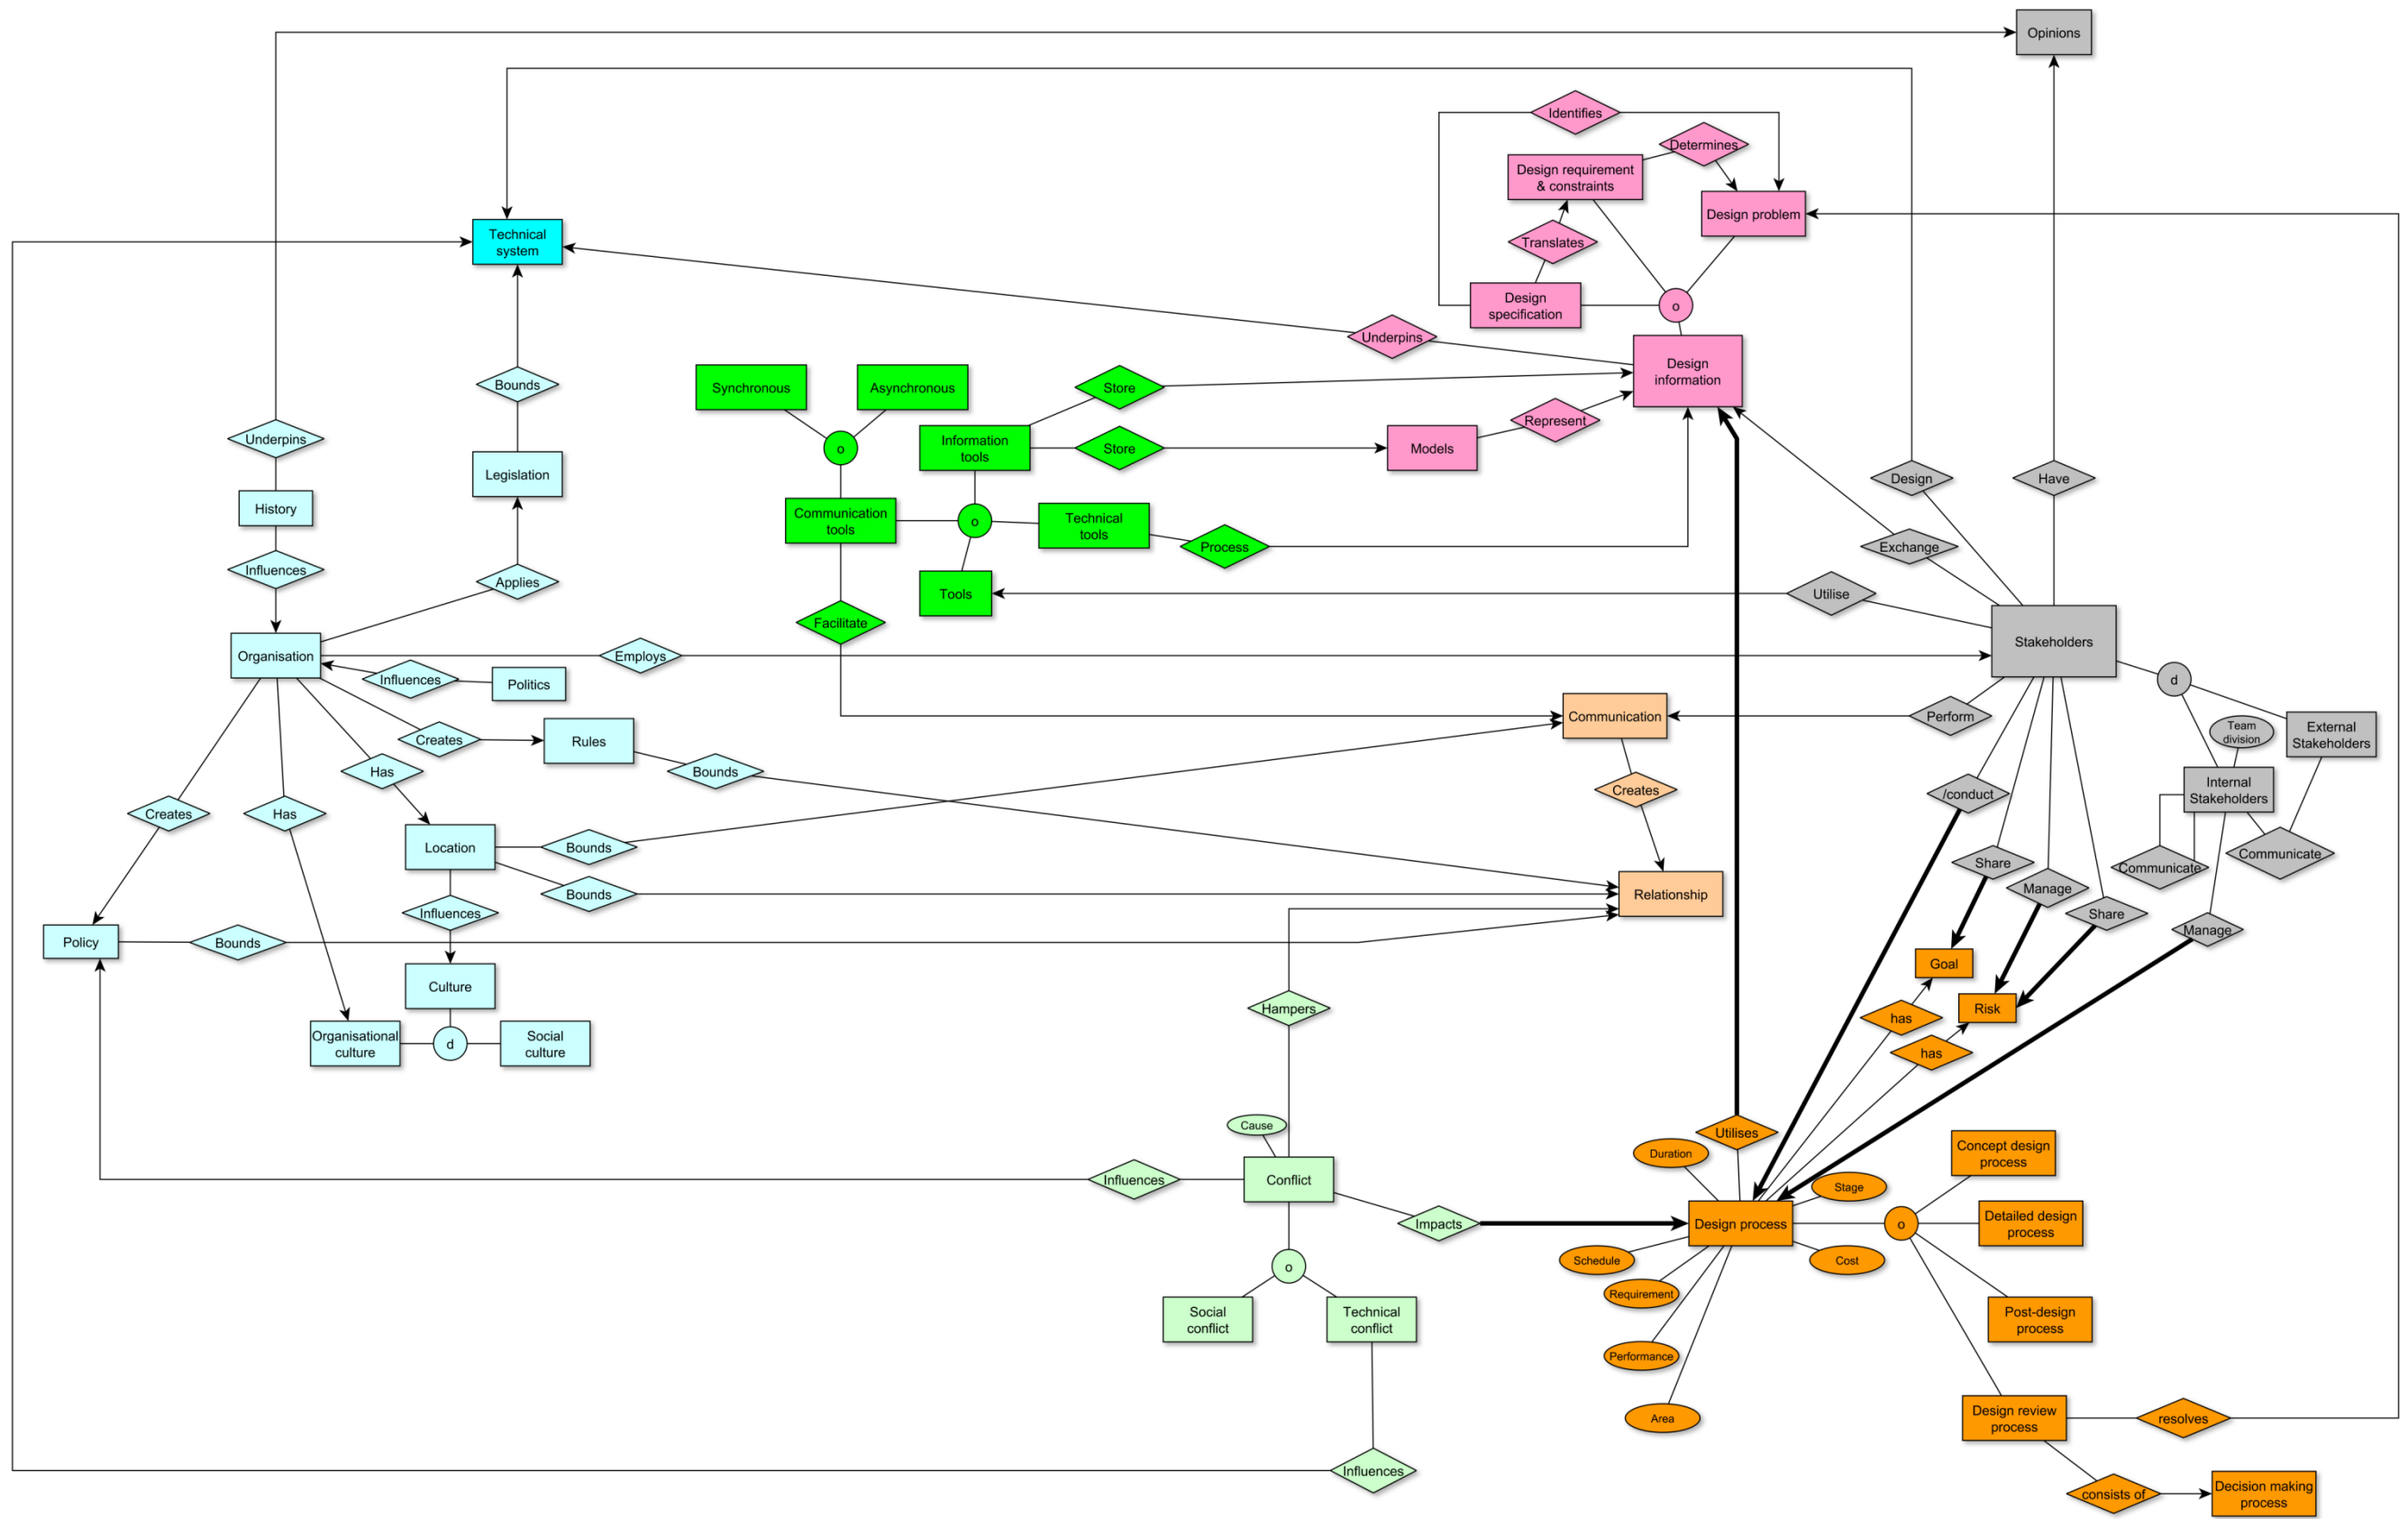 Opinions
Identifies
Determines
Design requirement
& constraints
Design problem
Technical
system
Translates
Design
specification
o
Underpins
Design
information
Bounds
Synchronous
Asynchronous
Store
Represent
Underpins
o
Information
tools
Store
Models
Legislation
Design
Have
History
Communication
tools
o
Technical
tools
Process
Exchange
Influences
Applies
Tools
Utilise
Facilitate
Stakeholders
Organisation
Employs
Influences
Politics
d
Communication
Perform
Team
division
External
Stakeholders
Creates
Rules
Has
Bounds
Creates
Internal
Stakeholders
/conduct
Creates
Has
Location
Bounds
Communicate
Share
Communicate
Bounds
Relationship
Manage
Influences
Share
Policy
Bounds
Manage
Goal
Culture
Hampers
Risk
has
Organisational
culture
d
Social
culture
has
Cause
Utilises
Duration
Concept design
process
Influences
Conflict
Stage
Impacts
Design process
o
Detailed design
process
Schedule
Cost
o
Requirement
Social
conflict
Technical
conflict
Post-design
process
Performance
Area
Design review
process
resolves
Influences
consists of
Decision making
process